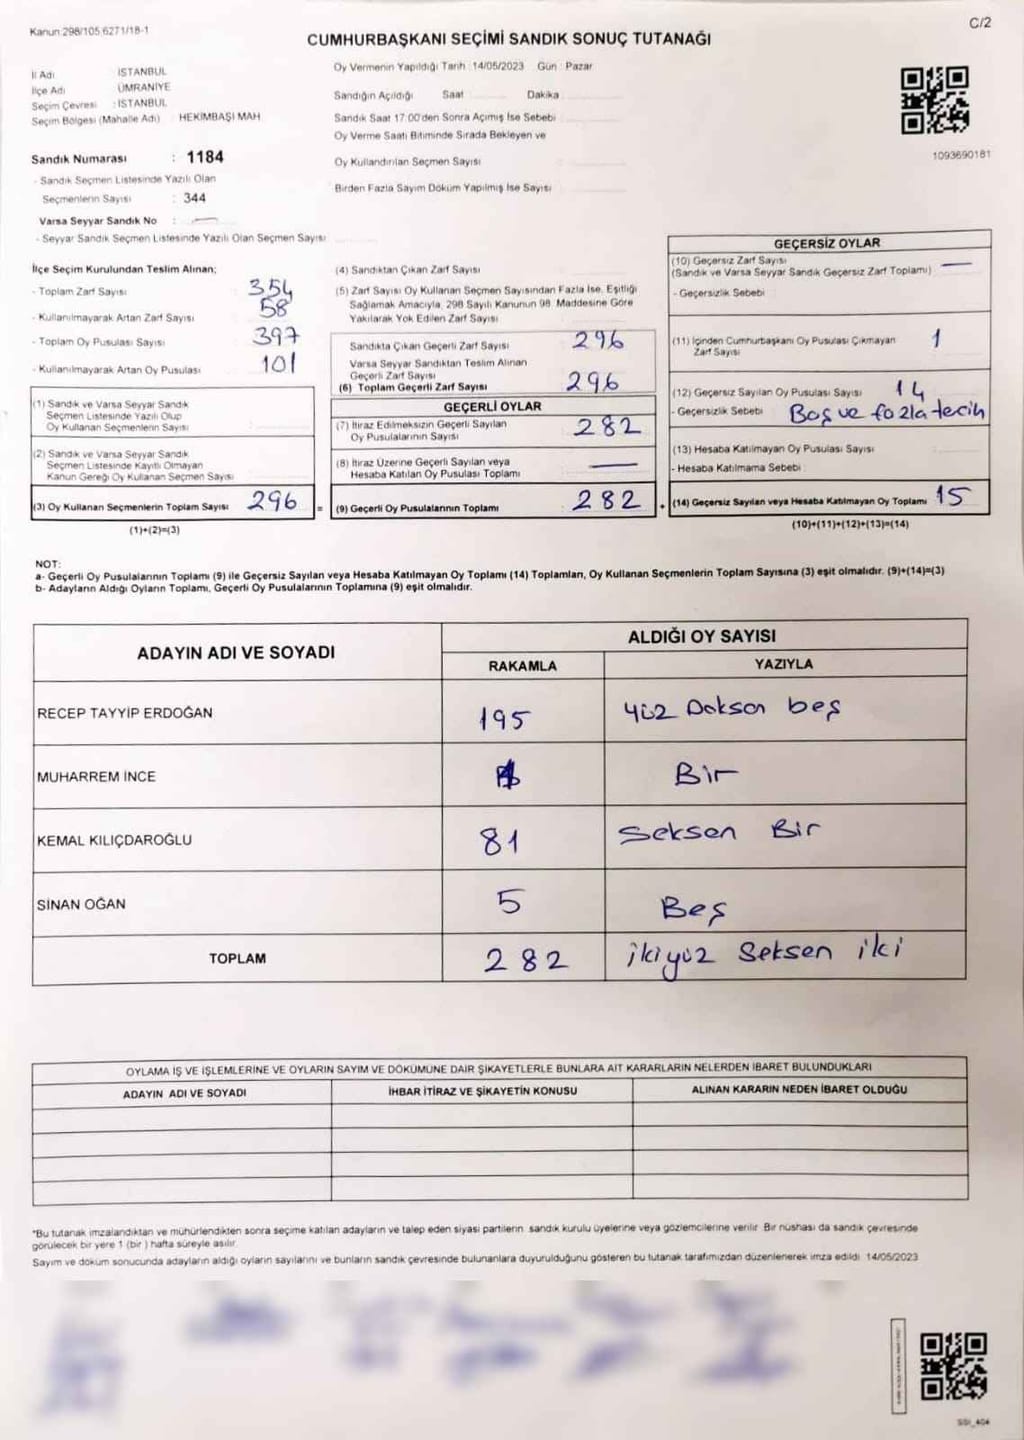 Kanun:298/105,6271/18-1
C/2
CUMHURBAŞKANI SEÇİMİ SANDIK SONUÇ TUTANAĞI
İl Adı İSTANBUL
İlçe Adı ÜMRANİYE
Seçim Çevresi :İSTANBUL
Seçim Bölgesi (Mahalle Adı) HEKİMBAŞI MAH
Sandık Numarası : 1184
- Sandık Seçmen Listesinde Yazılı Olan
Seçmenlerin Sayısı : 344
Varsa Seyyar Sandık No : —
- Seyyar Sandık Seçmen Listesinde Yazılı Olan Seçmen Sayısı
Oy Vermenin Yapıldığı Tarih :14/05/2023 Gün : Pazar
Sandığın Açıldığı Saat Dakika
Sandık Saat 17:00'den Sonra Açımış İse Sebebi
Oy Verme Saati Bitiminde Sırada Bekleyen ve
Oy Kullandırılan Seçmen Sayısı
Birden Fazla Sayım Döküm Yapılmış İse Sayısı
1093690181
İlçe Seçim Kurulundan Teslim Alınan;
- Toplam Zarf Sayısı 354
- Kullanılmayarak Artan Zarf Sayısı 58
- Toplam Oy Pusulası Sayısı 397
- Kullanılmayarak Artan Oy Pusulası 101
(1) Sandık ve Varsa Seyyar Sandık
Seçmen Listesinde Yazılı Olup
Oy Kullanan Seçmenlerin Sayısı
(2) Sandık ve Varsa Seyyar Sandık
Seçmen Listesinde Kayıtlı Olmayan
Kanun Gereği Oy Kullanan Seçmen Sayısı
(3) Oy Kullanan Seçmenlerin Toplam Sayısı 296 =
(1)+(2)=(3)
(4) Sandıktan Çıkan Zarf Sayısı
(5) Zarf Sayısı Oy Kullanan Seçmen Sayısından Fazla İse, Eşitliği
Sağlamak Amacıyla, 298 Sayılı Kanunun 98. Maddesine Göre
Yakılarak Yok Edilen Zarf Sayısı
Sandıkta Çıkan Geçerli Zarf Sayısı 296
Varsa Seyyar Sandıktan Teslim Alınan
Geçerli Zarf Sayısı
(6) Toplam Geçerli Zarf Sayısı 296
GEÇERLİ OYLAR
(7) İtiraz Edilmeksizin Geçerli Sayılan
Oy Pusulalarının Sayısı 282
(8) İtiraz Üzerine Geçerli Sayılan veya
Hesaba Katılan Oy Pusulası Toplamı —
(9) Geçerli Oy Pusulalarının Toplamı 282 +
GEÇERSİZ OYLAR
(10) Geçersiz Zarf Sayısı —
(Sandık ve Varsa Seyyar Sandık Geçersiz Zarf Toplamı)
- Geçersizlik Sebebi
(11) İçinden Cumhurbaşkanı Oy Pusulası Çıkmayan
Zarf Sayısı 1
(12) Geçersiz Sayılan Oy Pusulası Sayısı 14
- Geçersizlik Sebebi Boş ve fazla tecih
(13) Hesaba Katılmayan Oy Pusulası Sayısı
- Hesaba Katılmama Sebebi
(14) Geçersiz Sayılan veya Hesaba Katılmayan Oy Toplamı 15
(10)+(11)+(12)+(13)=(14)
NOT:
a- Geçerli Oy Pusulalarının Toplamı (9) ile Geçersiz Sayılan veya Hesaba Katılmayan Oy Toplamı (14) Toplamları, Oy Kullanan Seçmenlerin Toplam Sayısına (3) eşit olmalıdır. (9)+(14)=(3)
b- Adayların Aldığı Oyların Toplamı, Geçerli Oy Pusulalarının Toplamına (9) eşit olmalıdır.
ADAYIN ADI VE SOYADI ALDIĞI OY SAYISI
RAKAMLA YAZIYLA
RECEP TAYYİP ERDOĞAN 195 yüz Doksan beş
MUHARREM İNCE 1 Bir
KEMAL KILIÇDAROĞLU 81 Seksen Bir
SİNAN OĞAN 5 Beş
TOPLAM 282 ikiyüz Seksen iki
OYLAMA İŞ VE İŞLEMLERİNE VE OYLARIN SAYIM VE DÖKÜMÜNE DAİR ŞİKAYETLERLE BUNLARA AİT KARARLARIN NELERDEN İBARET BULUNDUKLARI
ADAYIN ADI VE SOYADI İHBAR İTİRAZ VE ŞİKAYETİN KONUSU ALINAN KARARIN NEDEN İBARET OLDUĞU
*Bu tutanak imzalandıktan ve mühürlendikten sonra seçime katılan adayların ve talep eden siyasi partilerin sandık kurulu üyelerine veya gözlemcilerine verilir. Bir nüshası da sandık çevresinde
görülecek bir yere 1 (bir ) hafta süreyle asılır.
Sayım ve döküm sonucunda adayların aldığı oyların sayılarını ve bunların sandık çevresinde bulunanlara duyurulduğunu gösteren bu tutanak tarafımızdan düzenlenerek imza edildi. 14/05/2023
SSI_404